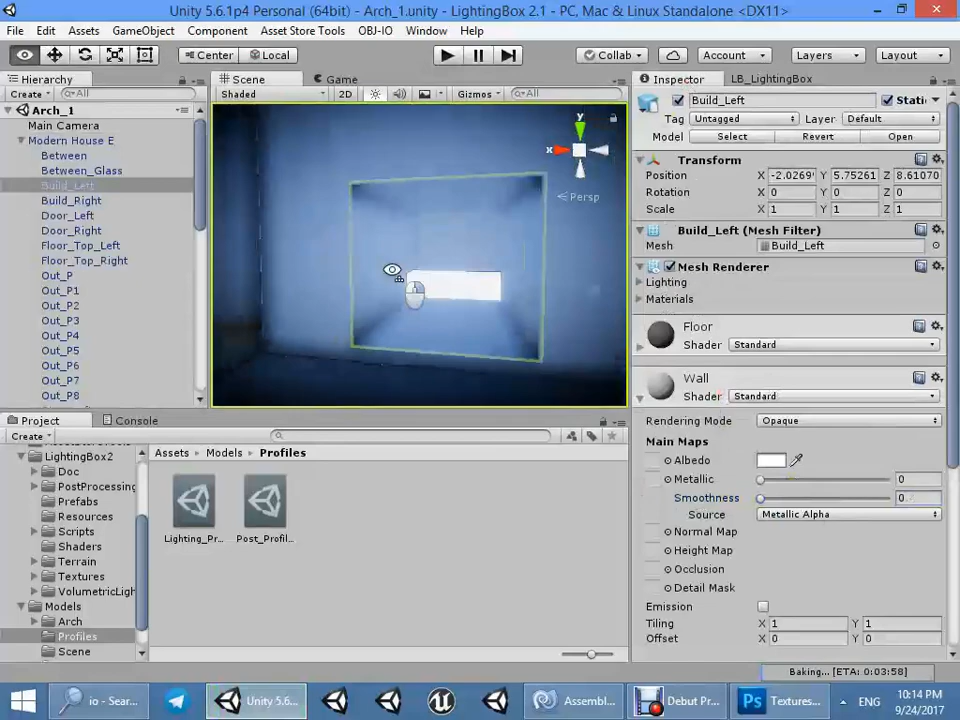 Unity 5.6.1p4 Personal (64bit) - Arch_1.unity - LightingBox 2.1 - PC, Mac & Linux Standalone <DX11>
File Edit Assets GameObject Component Asset Store Tools OBJ-IO Window Help
Center Local Collab Account Layers Layout
Hierarchy Scene Game Inspector LB_LightingBox
Create All Shaded 2D Gizmos All
Build_Left Stati
Arch_1
Tag Untagged Layer Default
Main Camera
Model Select Revert Open
Modern House E
Between
Transform
Between_Glass
Position X -2.0269 Y 5.75261 Z 8.61070
Build_Left
Rotation X 0 Y 0 Z 0
Build_Right
Scale X 1 Y 1 Z 1
Door_Left
Door_Right
Build_Left (Mesh Filter)
Floor_Top_Left
Mesh Build_Left
Floor_Top_Right
Mesh Renderer
Out_P
Lighting
Out_P1
Materials
Out_P2
Out_P3
Floor
Out_P4
Shader Standard
Out_P5
Out_P6
Wall
Out_P7
Shader Standard
Out_P8
x y Persp
Project Console
Rendering Mode Opaque
Create
Main Maps
LightingBox2
Assets Models Profiles
Albedo
Doc
Metallic 0
PostProcessing
Smoothness 0
Prefabs
Source Metallic Alpha
Resources
Normal Map
Scripts
Lighting_Pr... Post_Profil...
Height Map
Shaders
Occlusion
Terrain
Detail Mask
Textures
VolumetricLigh
Emission
Models
Tiling X 1 Y 1
Arch
Offset X 0 Y 0
Profiles
Scene
Baking... [ETA: 0:03:58]
io - Sear... Unity 5.6... Assembl... Debut Pr... Textures... ENG 10:14 PM
9/24/2017